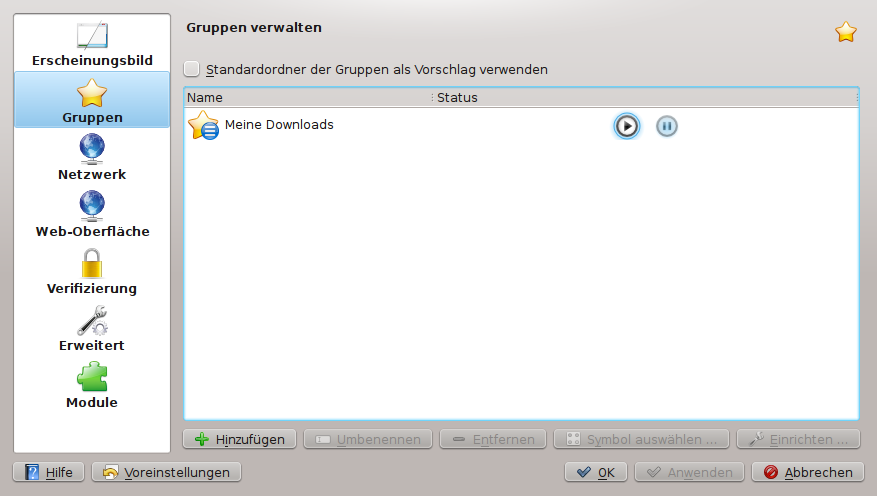 Erscheinungsbild
Gruppen
Netzwerk
Web-Oberfläche
Verifizierung
Erweitert
Module
Gruppen verwalten
Standardordner der Gruppen als Vorschlag verwenden
Name Status
Meine Downloads
Hinzufügen Umbenennen Entfernen Symbol auswählen ... Einrichten ...
Hilfe Voreinstellungen OK Anwenden Abbrechen